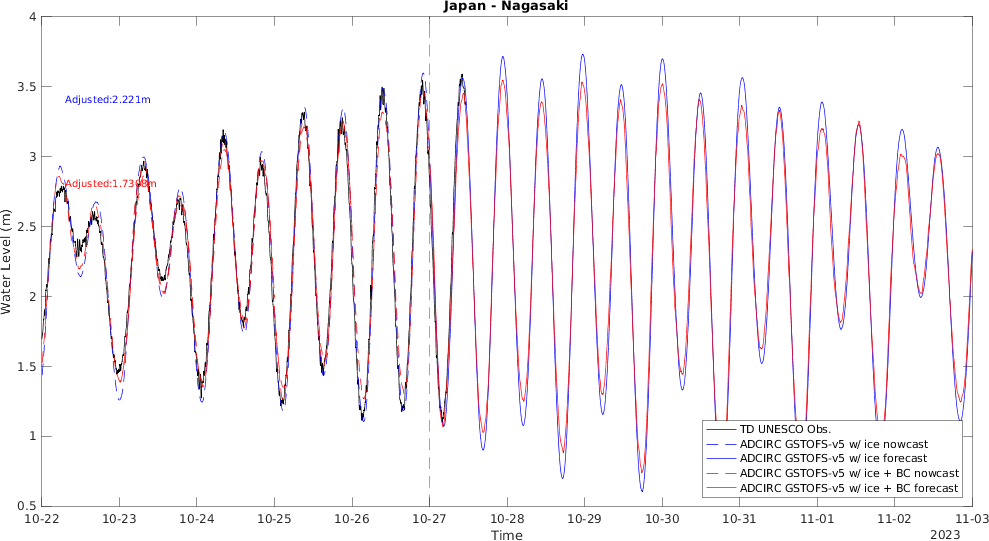 Japan - Nagasaki
4
3.5
3
2.5
2
1.5
1
0.5
Water Level (m)
Adjusted:2.221m
Adjusted:1.7308m
TD UNESCO Obs.
ADCIRC GSTOFS-v5 w/ ice nowcast
ADCIRC GSTOFS-v5 w/ ice forecast
ADCIRC GSTOFS-v5 w/ ice + BC nowcast
ADCIRC GSTOFS-v5 w/ ice + BC forecast
10-22 10-23 10-24 10-25 10-26 10-27 10-28 10-29 10-30 10-31 11-01 11-02 11-03
Time
2023